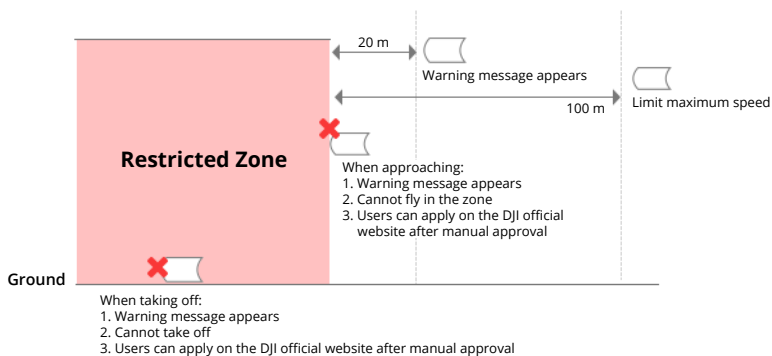 20 m
Warning message appears
100 m
Limit maximum speed
Restricted Zone
When approaching:
1. Warning message appears
2. Cannot fly in the zone
3. Users can apply on the DJI official
website after manual approval
Ground
When taking off:
1. Warning message appears
2. Cannot take off
3. Users can apply on the DJI official website after manual approval